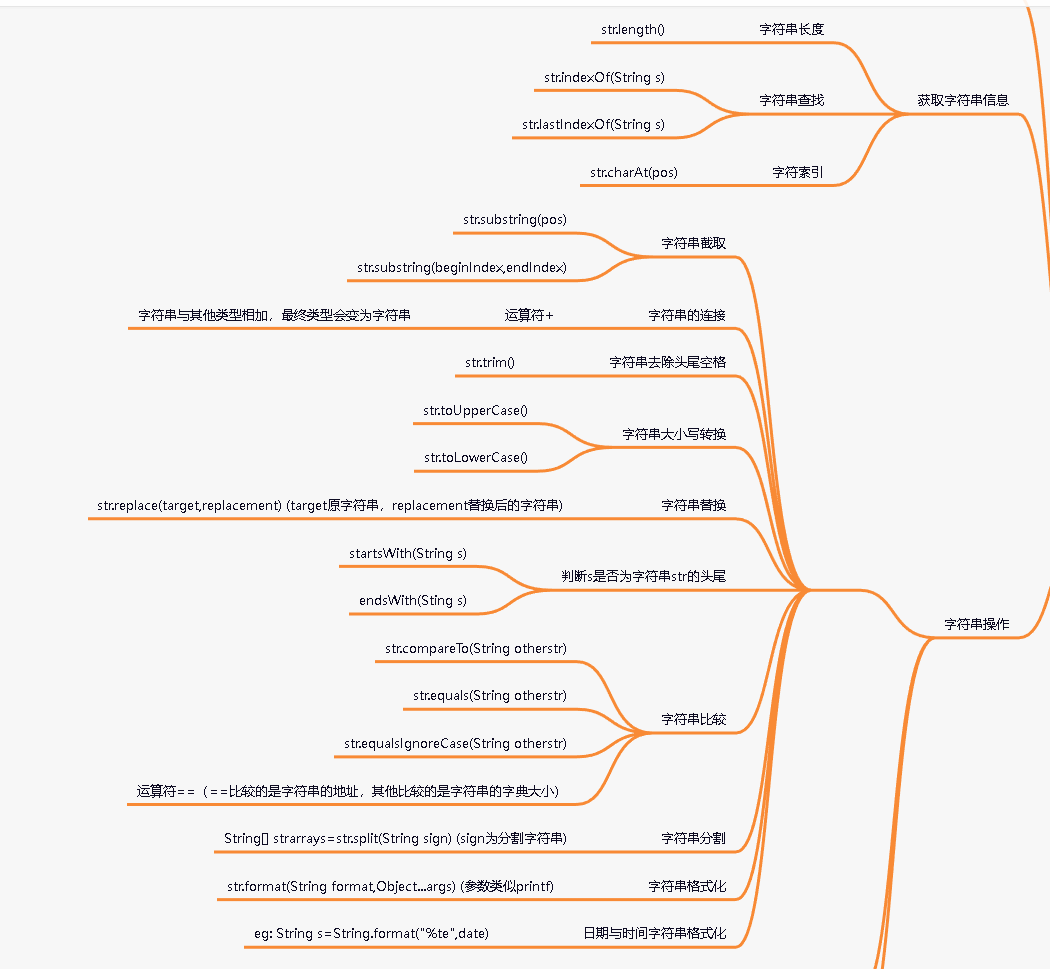 str.length() 字符串长度
str.indexOf(String s)
字符串查找 获取字符串信息
str.lastIndexOf(String s)
str.charAt(pos) 字符索引
str.substring(pos)
字符串截取
str.substring(beginIndex,endIndex)
字符串与其他类型相加，最终类型会变为字符串 运算符+ 字符串的连接
str.trim() 字符串去除头尾空格
str.toUpperCase()
字符串大小写转换
str.toLowerCase()
str.replace(target,replacement) (target原字符串，replacement替换后的字符串) 字符串替换
startsWith(String s)
判断s是否为字符串str的头尾
endsWith(Sting s)
字符串操作
str.compareTo(String otherstr)
str.equals(String otherstr)
字符串比较
str.equalsIgnoreCase(String otherstr)
运算符==（==比较的是字符串的地址，其他比较的是字符串的字典大小）
String[] strarrays=str.split(String sign) (sign为分割字符串) 字符串分割
str.format(String format,Object...args) (参数类似printf) 字符串格式化
eg: String s=String.format("%te",date) 日期与时间字符串格式化